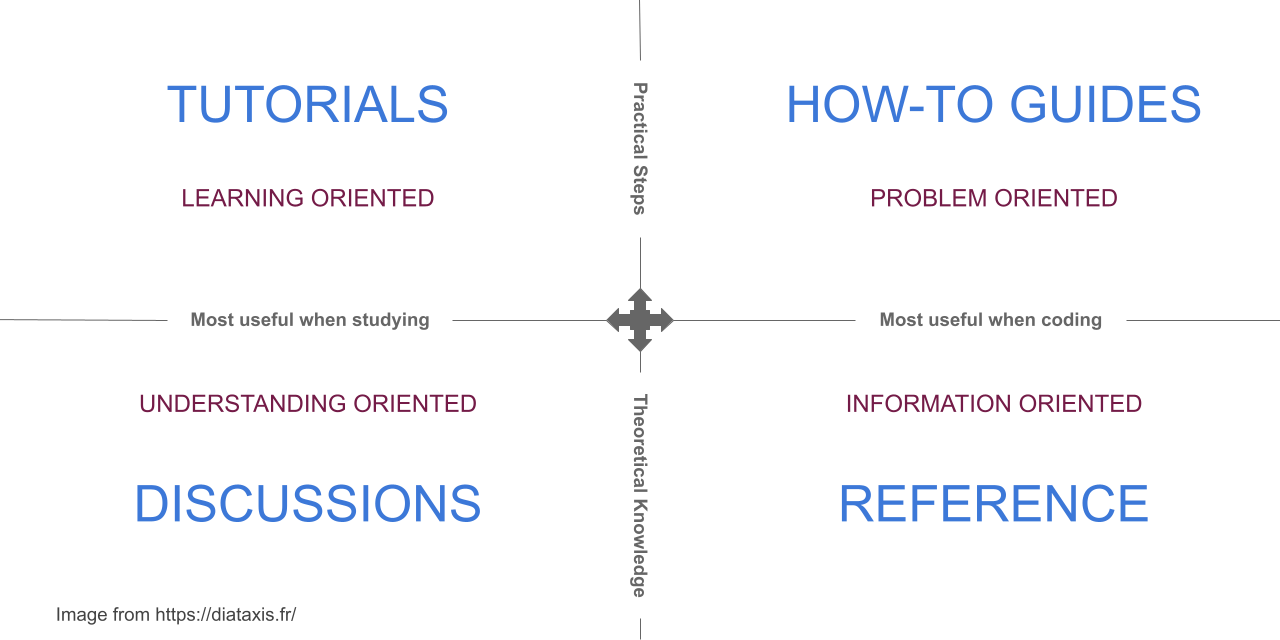 TUTORIALS
HOW-TO GUIDES
Practical Steps
LEARNING ORIENTED
PROBLEM ORIENTED
Most useful when studying
Most useful when coding
UNDERSTANDING ORIENTED
INFORMATION ORIENTED
Theoretical Knowledge
DISCUSSIONS
REFERENCE
Image from https://diataxis.fr/